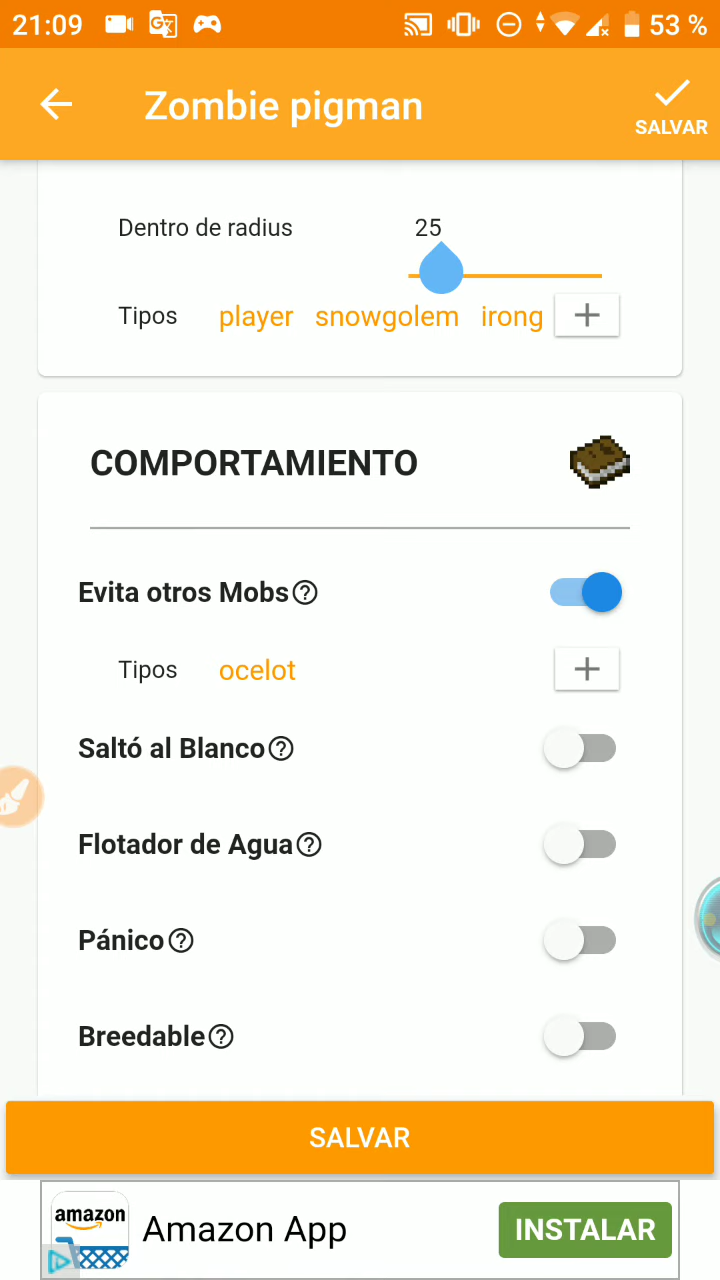 21:09 53 %
Zombie pigman
SALVAR
Dentro de radius 25
Tipos player snowgolem irong
COMPORTAMIENTO
Evita otros Mobs
Tipos ocelot
Saltó al Blanco
Flotador de Agua
Pánico
Breedable
SALVAR
amazon
Amazon App
INSTALAR